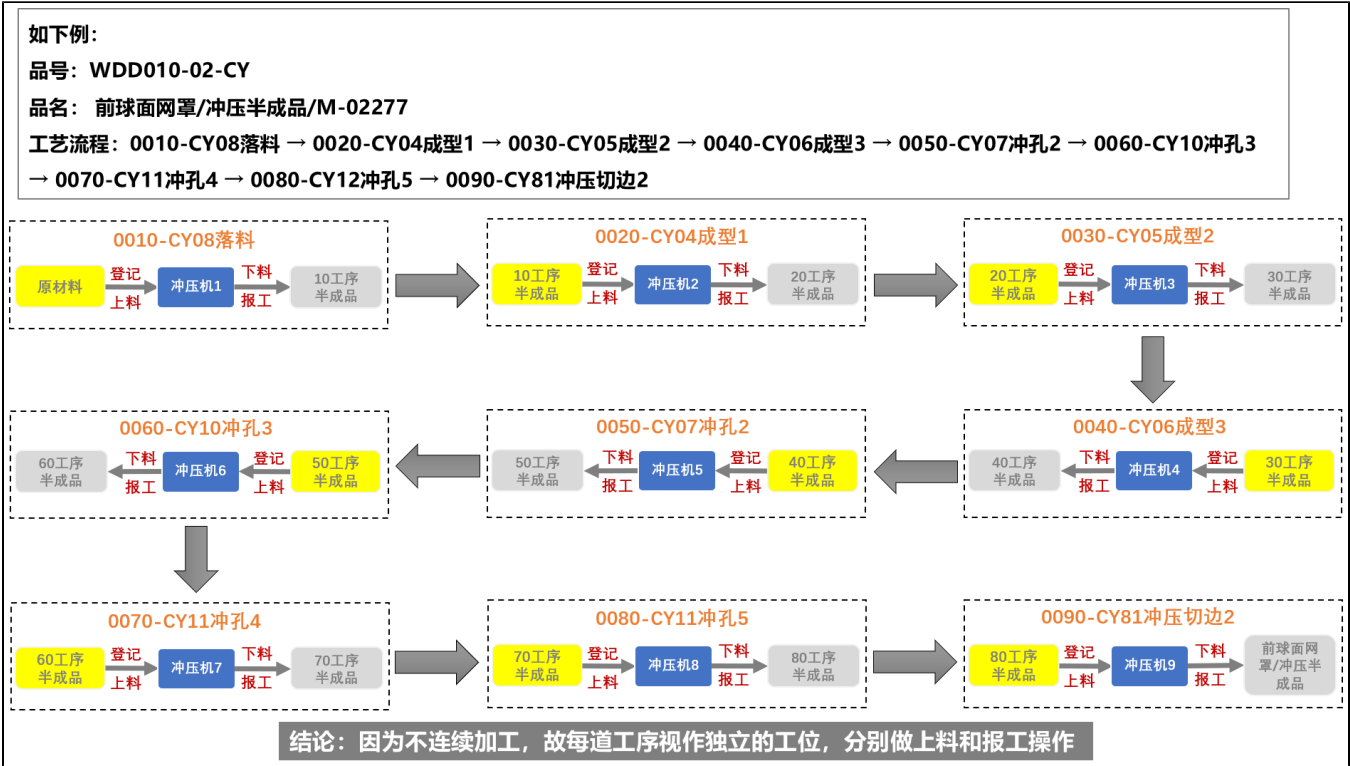 如下例：
品号：WDD010-02-CY
品名： 前球面网罩/冲压半成品/M-02277
工艺流程：0010-CY08落料 → 0020-CY04成型1 → 0030-CY05成型2 → 0040-CY06成型3 → 0050-CY07冲孔2 → 0060-CY10冲孔3
→ 0070-CY11冲孔4 → 0080-CY12冲孔5 → 0090-CY81冲压切边2
0010-CY08落料
原材料
登记
上料
冲压机1
下料
报工
10工序
半成品
0020-CY04成型1
10工序
半成品
登记
上料
冲压机2
下料
报工
20工序
半成品
0030-CY05成型2
20工序
半成品
登记
上料
冲压机3
下料
报工
30工序
半成品
0040-CY06成型3
30工序
半成品
登记
上料
冲压机4
下料
报工
40工序
半成品
0050-CY07冲孔2
40工序
半成品
登记
上料
冲压机5
下料
报工
50工序
半成品
0060-CY10冲孔3
50工序
半成品
登记
上料
冲压机6
下料
报工
60工序
半成品
0070-CY11冲孔4
60工序
半成品
登记
上料
冲压机7
下料
报工
70工序
半成品
0080-CY11冲孔5
70工序
半成品
登记
上料
冲压机8
下料
报工
80工序
半成品
0090-CY81冲压切边2
80工序
半成品
登记
上料
冲压机9
下料
报工
前球面网
罩/冲压半
成品
结论：因为不连续加工，故每道工序视作独立的工位，分别做上料和报工操作